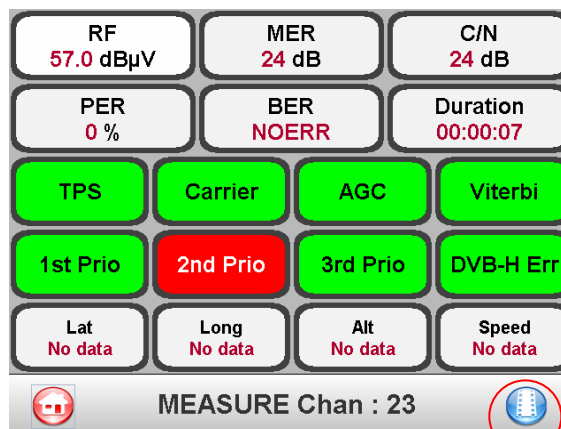 RF MER C/N
57.0 dBµV 24 dB 24 dB
PER BER Duration
0 % NOERR 00:00:07
TPS Carrier AGC Viterbi
1st Prio 2nd Prio 3rd Prio DVB-H Err
Lat Long Alt Speed
No data No data No data No data
MEASURE Chan : 23